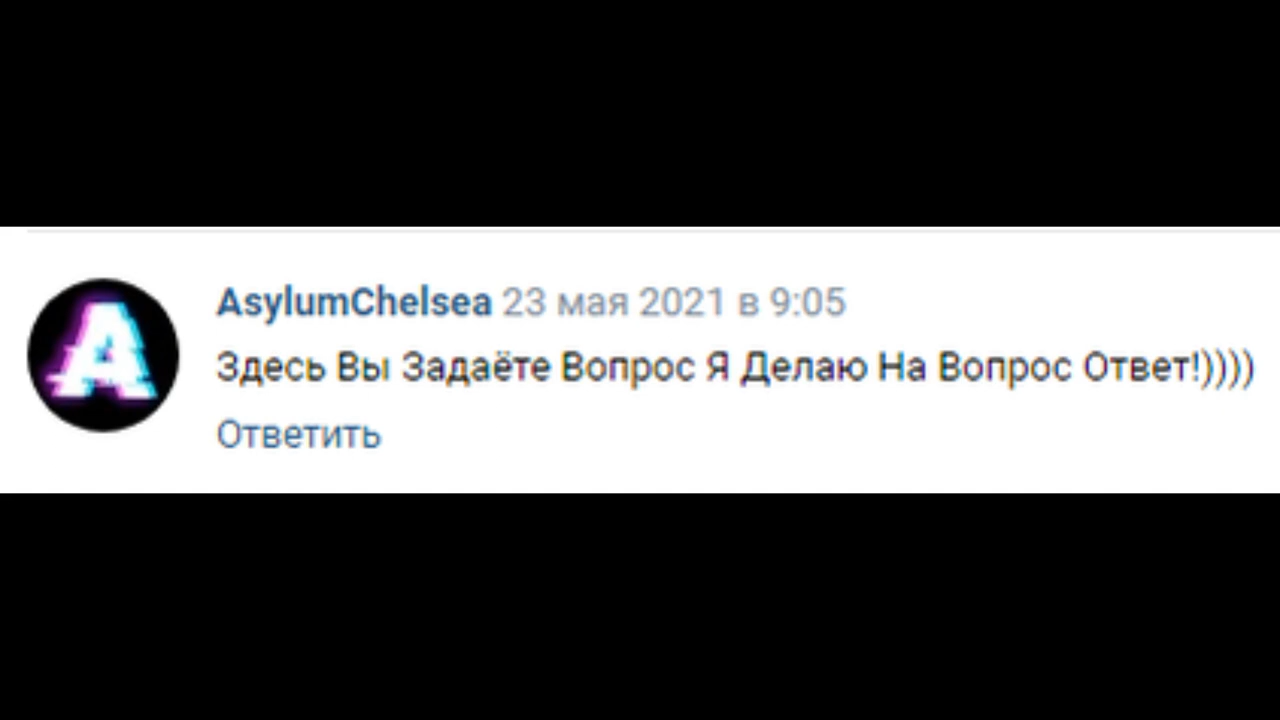 A
AsylumChelsea 23 мая 2021 в 9:05
Здесь Вы Задаёте Вопрос Я Делаю На Вопрос Ответ!))))
Ответить